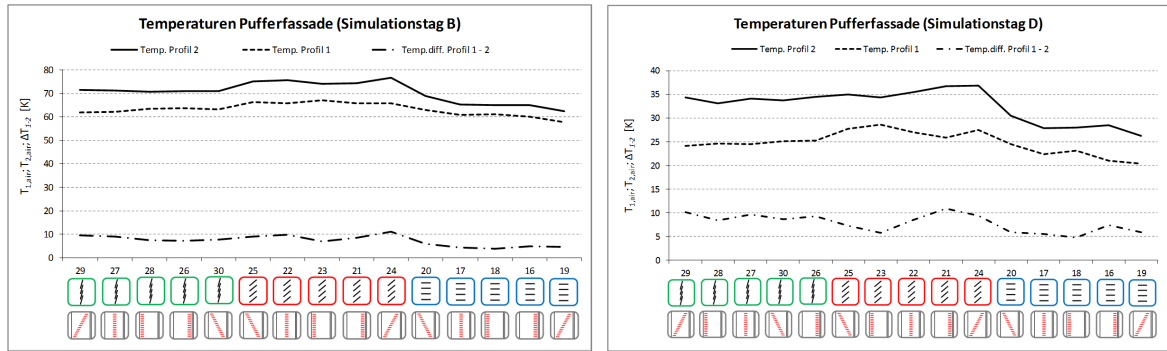 Temperaturen Pufferfassade (Simulationstag B)
Temp. Profil 2 Temp. Profil 1 Temp.diff. Profil 1 - 2
T1,air; T2,air; ΔT1-2 [K]
80
70
60
50
40
30
20
10
0
29 27 28 26 30 25 22 23 21 24 20 17 18 16 19
Temperaturen Pufferfassade (Simulationstag D)
Temp. Profil 2 Temp. Profil 1 Temp.diff. Profil 1 - 2
T1,air; T2,air; ΔT1-2 [K]
40
35
30
25
20
15
10
5
0
29 28 27 30 26 25 23 22 21 24 20 17 18 16 19